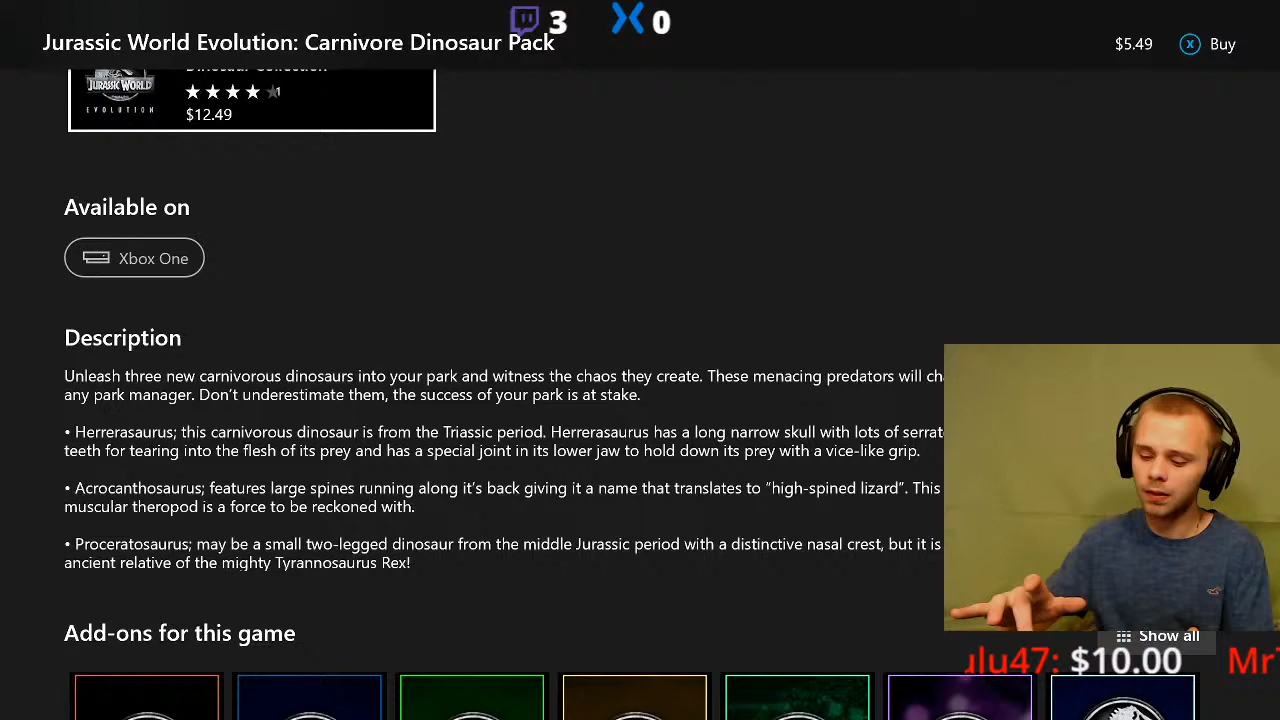 3 0
Jurassic World Evolution: Carnivore Dinosaur Pack
$5.49 X Buy
JURASSIC WORLD
EVOLUTION
Dinosaur Collection
1
$12.49
Available on
Xbox One
Description
Unleash three new carnivorous dinosaurs into your park and witness the chaos they create. These menacing predators will
any park manager. Don't underestimate them, the success of your park is at stake.
• Herrerasaurus; this carnivorous dinosaur is from the Triassic period. Herrerasaurus has a long narrow skull with lots of serrat
teeth for tearing into the flesh of its prey and has a special joint in its lower jaw to hold down its prey with a vice-like grip.
• Acrocanthosaurus; features large spines running along it's back giving it a name that translates to "high-spined lizard". This
muscular theropod is a force to be reckoned with.
• Proceratosaurus; may be a small two-legged dinosaur from the middle Jurassic period with a distinctive nasal crest, but it is
ancient relative of the mighty Tyrannosaurus Rex!
Add-ons for this game
Show all
ulu47: $10.00 Mr